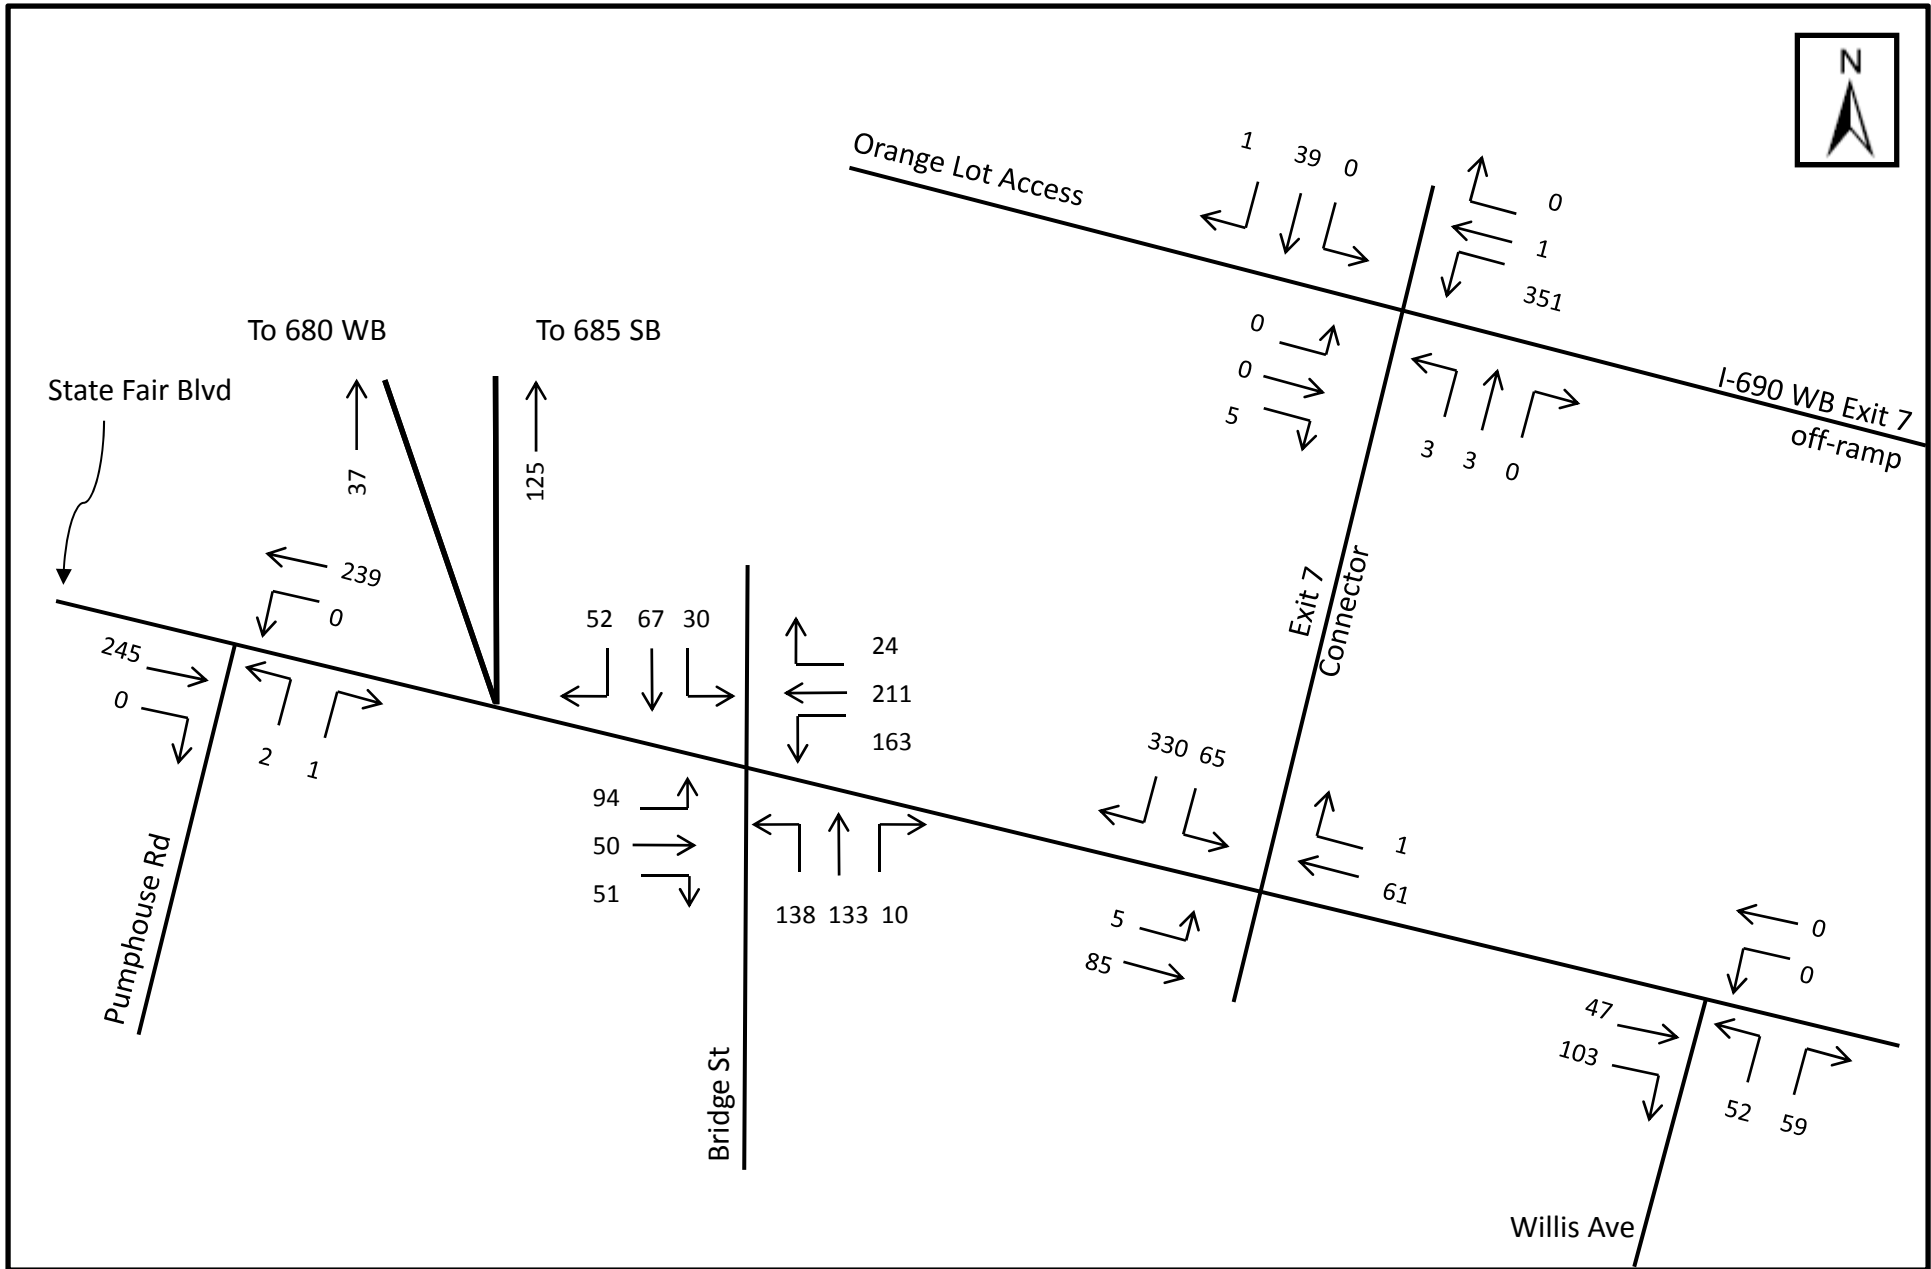 N
Orange Lot Access
1 39 0
0
1
351
0
0
5
3 3 0
I-690 WB Exit 7
off-ramp
To 680 WB
To 685 SB
State Fair Blvd
37
125
239
0
245
0
2 1
Pumphouse Rd
52 67 30
24
211
163
94
50
51
138 133 10
Bridge St
Exit 7
Connector
330 65
1
61
5
85
0
0
47
103
52 59
Willis Ave